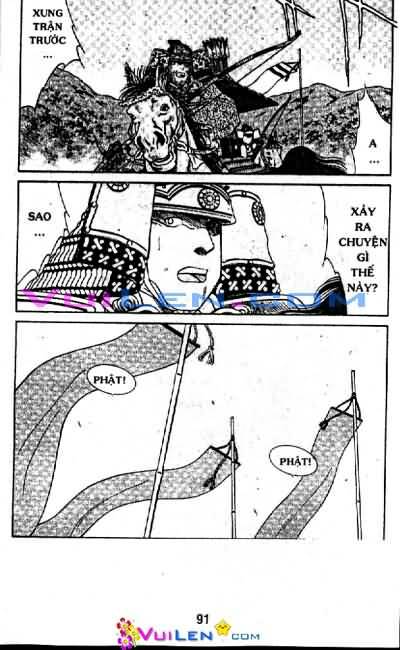 XUNG
TRẬN
TRƯỚC
...
A
...
SAO
...
XẢY
RA
CHUYỆN
GÌ
THẾ
NÀY?
VUILEN.COM
PHẬT!
PHẬT!
91
VUILEN.COM